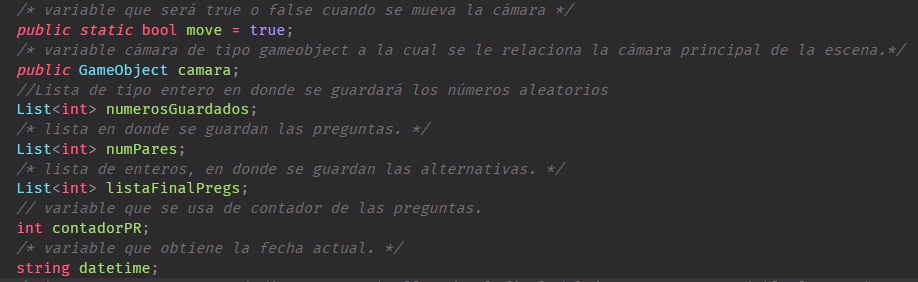 /* variable que será true o false cuando se mueva la cámara */
public static bool move = true;
/* variable cámara de tipo gameobject a la cual se le relaciona la cámara principal de la escena.*/
public GameObject camara;
//Lista de tipo entero en donde se guardará los números aleatorios
List<int> numerosGuardados;
/* lista en donde se guardan las preguntas. */
List<int> numPares;
/* lista de enteros, en donde se guardan las alternativas. */
List<int> listaFinalPregs;
// variable que se usa de contador de las preguntas.
int contadorPR;
/* variable que obtiene la fecha actual. */
string datetime;